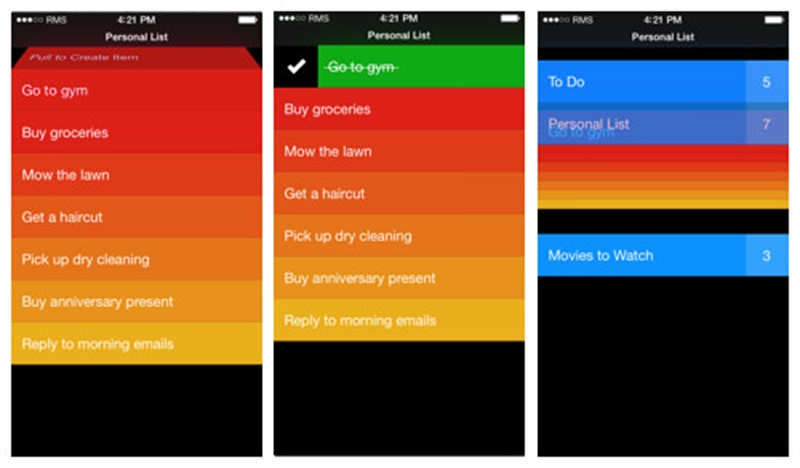 RMS 4:21 PM
Personal List
Pull to Create Item
Go to gym
Buy groceries
Mow the lawn
Get a haircut
Pick up dry cleaning
Buy anniversary present
Reply to morning emails
RMS 4:21 PM
Personal List
Go to gym
Buy groceries
Mow the lawn
Get a haircut
Pick up dry cleaning
Buy anniversary present
Reply to morning emails
RMS 4:21 PM
Personal List
To Do 5
Personal List 7
Go to gym
Movies to Watch 3